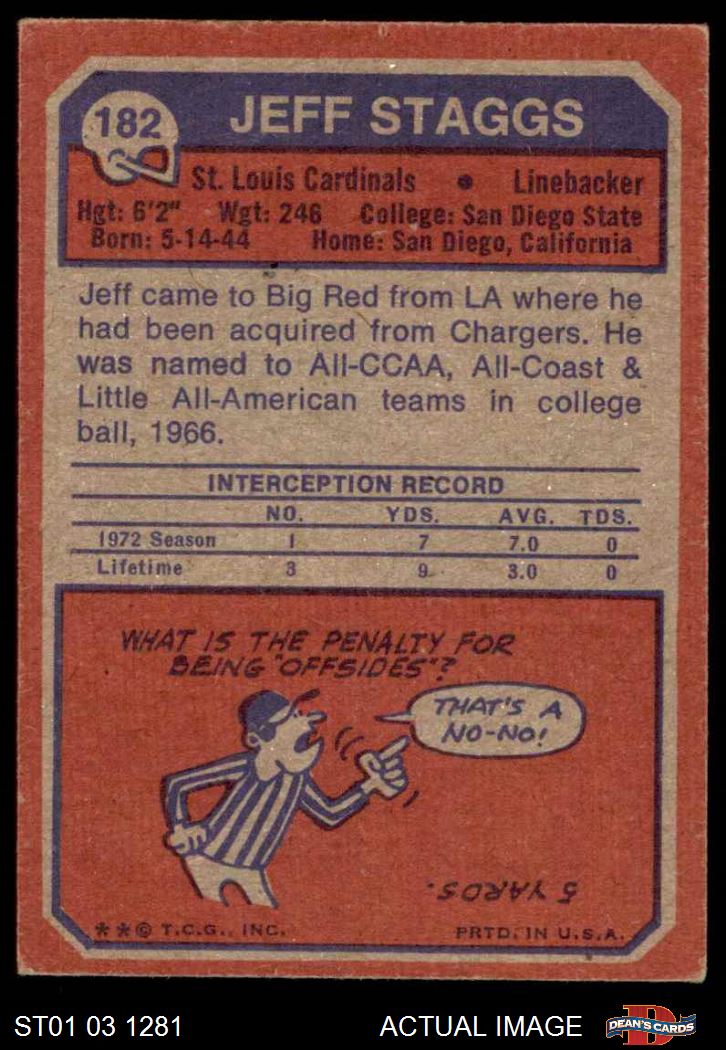 182
JEFF STAGGS
St. Louis Cardinals • Linebacker
Hgt: 6'2" Wgt: 246 College: San Diego State
Born: 5-14-44 Home: San Diego, California
Jeff came to Big Red from LA where he
had been acquired from Chargers. He
was named to All-CCAA, All-Coast &
Little All-American teams in college
ball, 1966.
INTERCEPTION RECORD
NO. YDS. AVG. TDS.
1972 Season 1 7 7.0 0
Lifetime 3 9 3.0 0
WHAT IS THE PENALTY FOR
BEING "OFFSIDES"?
THAT'S A
NO-NO!
5 YARDS.
**© T.C.G., INC. PRTD. IN U.S.A.
ST01 03 1281 ACTUAL IMAGE
D
DEAN'S CARDS